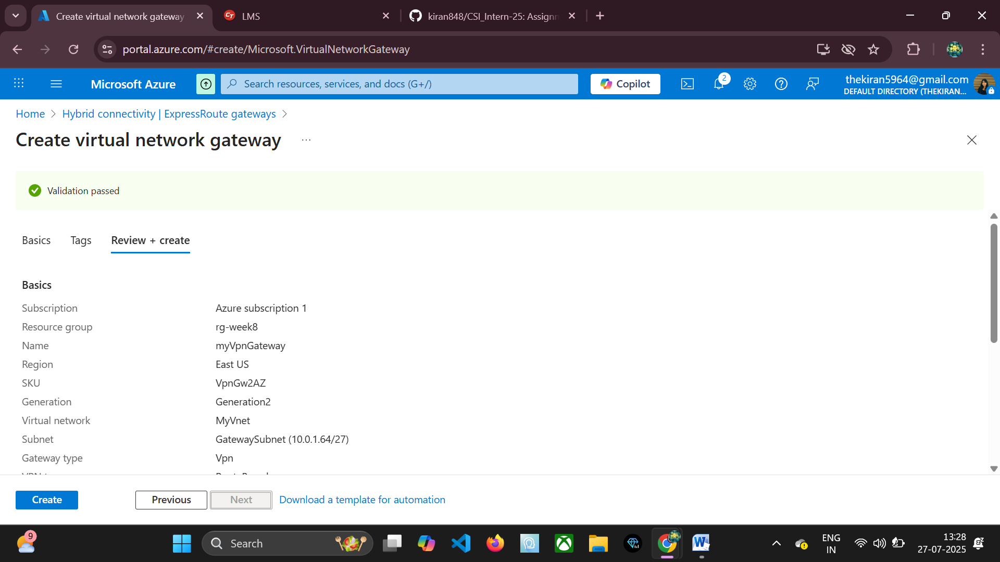 Create virtual network gateway
LMS
kiran848/CSI_Intern-25: Assignm
portal.azure.com/#create/Microsoft.VirtualNetworkGateway
Microsoft Azure
Search resources, services, and docs (G+/)
Copilot
2
thekiran5964@gmail.com
DEFAULT DIRECTORY (THEKIRAN...
Home > Hybrid connectivity | ExpressRoute gateways >
Create virtual network gateway ...
Validation passed
Basics Tags Review + create
Basics
Subscription Azure subscription 1
Resource group rg-week8
Name myVpnGateway
Region East US
SKU VpnGw2AZ
Generation Generation2
Virtual network MyVnet
Subnet GatewaySubnet (10.0.1.64/27)
Gateway type Vpn
Create Previous Next Download a template for automation
9
Search
ENG
IN
13:28
27-07-2025